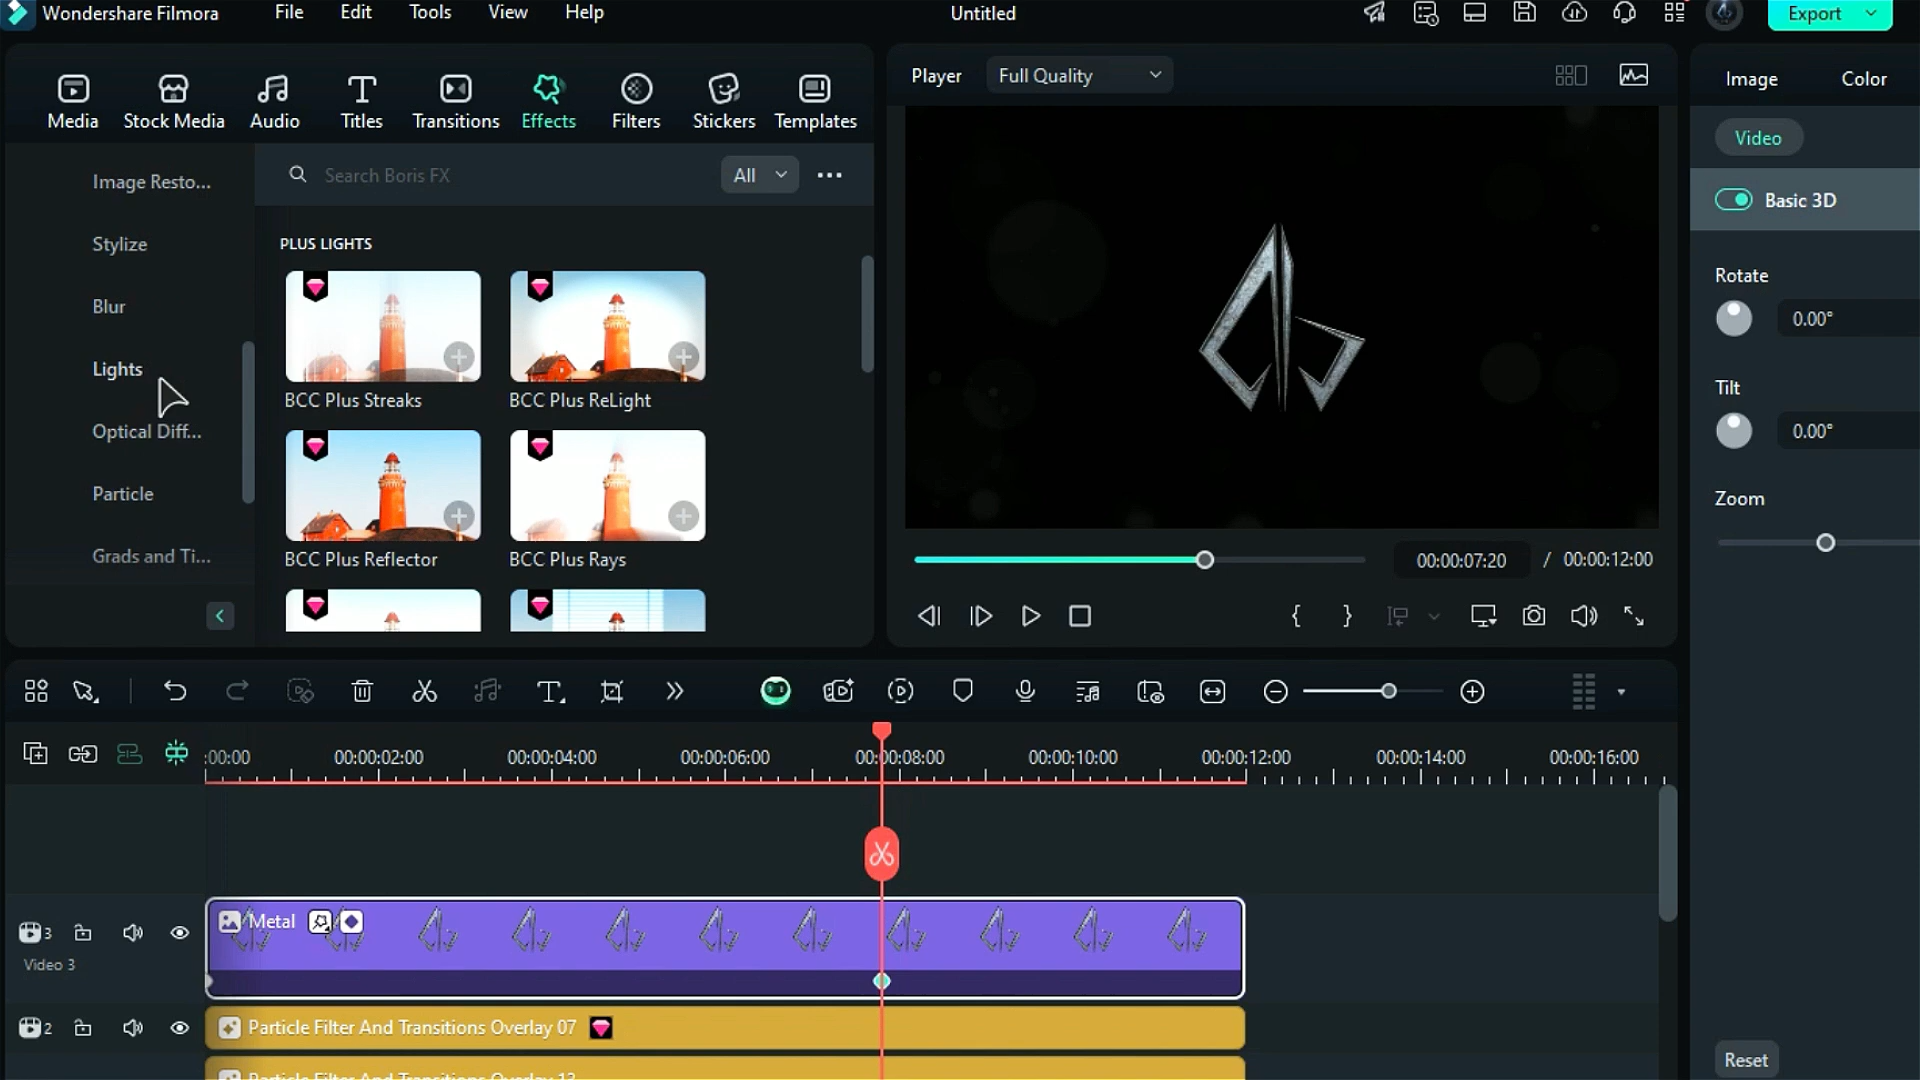 Wondershare Filmora
File
Edit
Tools
View
Help
Untitled
Export
Media
Stock Media
Audio
Titles
Transitions
Effects
Filters
Stickers
Templates
Player
Full Quality
Image
Color
Video
Basic 3D
Rotate
0.00°
Tilt
0.00°
Zoom
Reset
Image Resto...
Stylize
Blur
Lights
Optical Diff...
Particle
Grads and Ti...
Search Boris FX
All
PLUS LIGHTS
BCC Plus Streaks
BCC Plus ReLight
BCC Plus Reflector
BCC Plus Rays
00:00:07:20 / 00:00:12:00
:00:00
00:00:02:00
00:00:04:00
00:00:06:00
00:00:08:00
00:00:10:00
00:00:12:00
00:00:14:00
00:00:16:00
3
Video 3
Metal
2
Particle Filter And Transitions Overlay 07
Particle Filter And Transitions Overlay 13